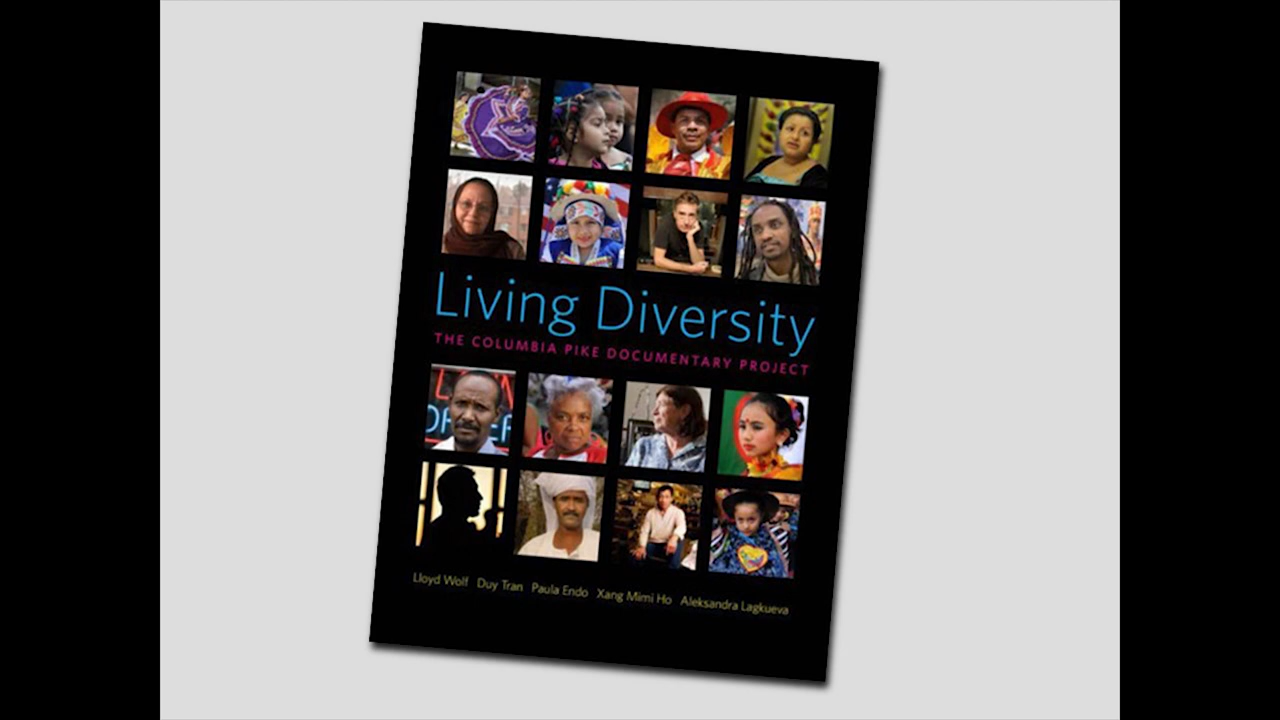 Living Diversity
THE COLUMBIA PIKE DOCUMENTARY PROJECT
Lloyd Wolf Duy Tran Paula Endo Xang Mimi Ho Aleksandra Lagkueva